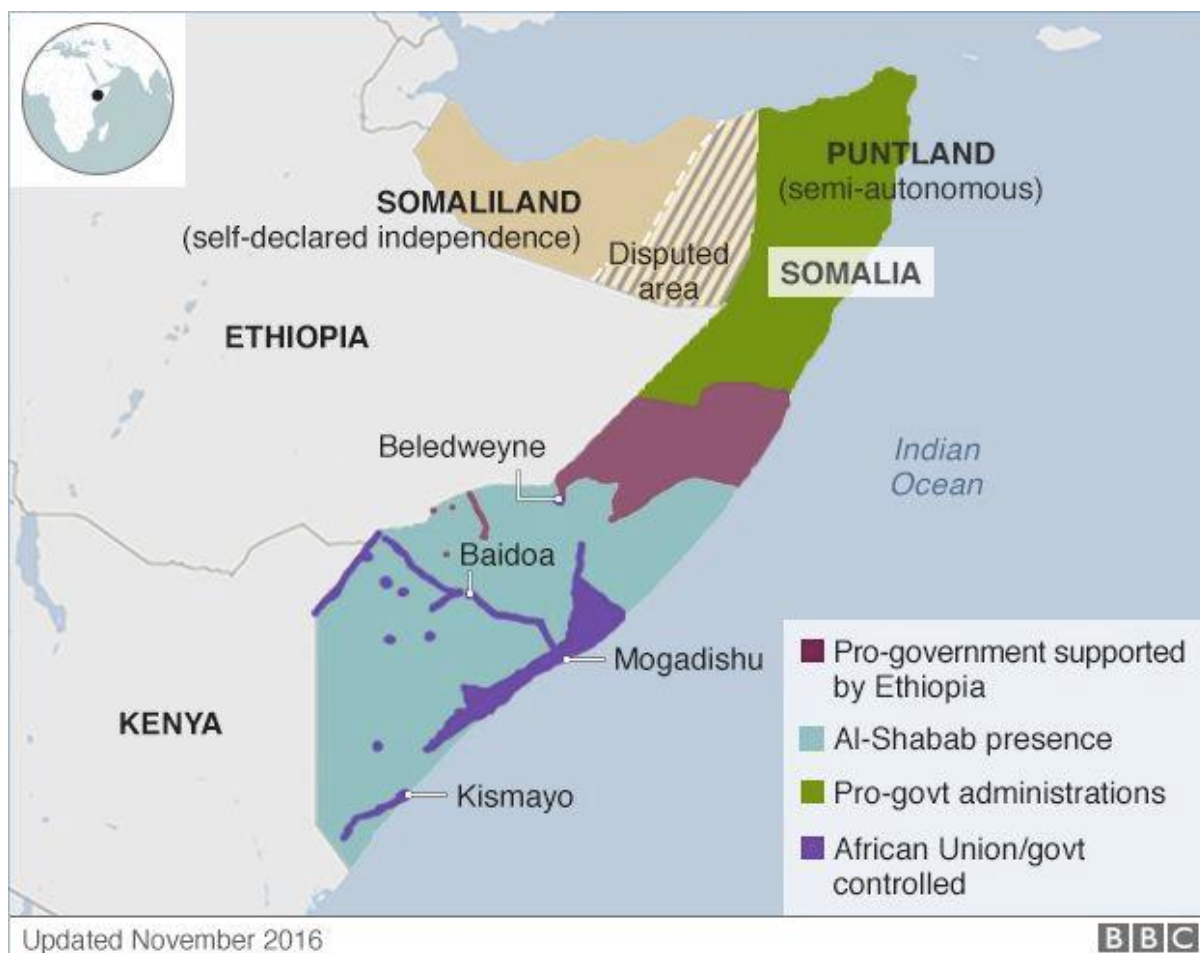 PUNTLAND
(semi-autonomous)
SOMALILAND
(self-declared independence)
Disputed
area
SOMALIA
ETHIOPIA
Beledweyne
Indian
Ocean
Baidoa
Mogadishu
KENYA
Kismayo
Pro-government supported
by Ethiopia
Al-Shabab presence
Pro-govt administrations
African Union/govt
controlled
Updated November 2016
BBC